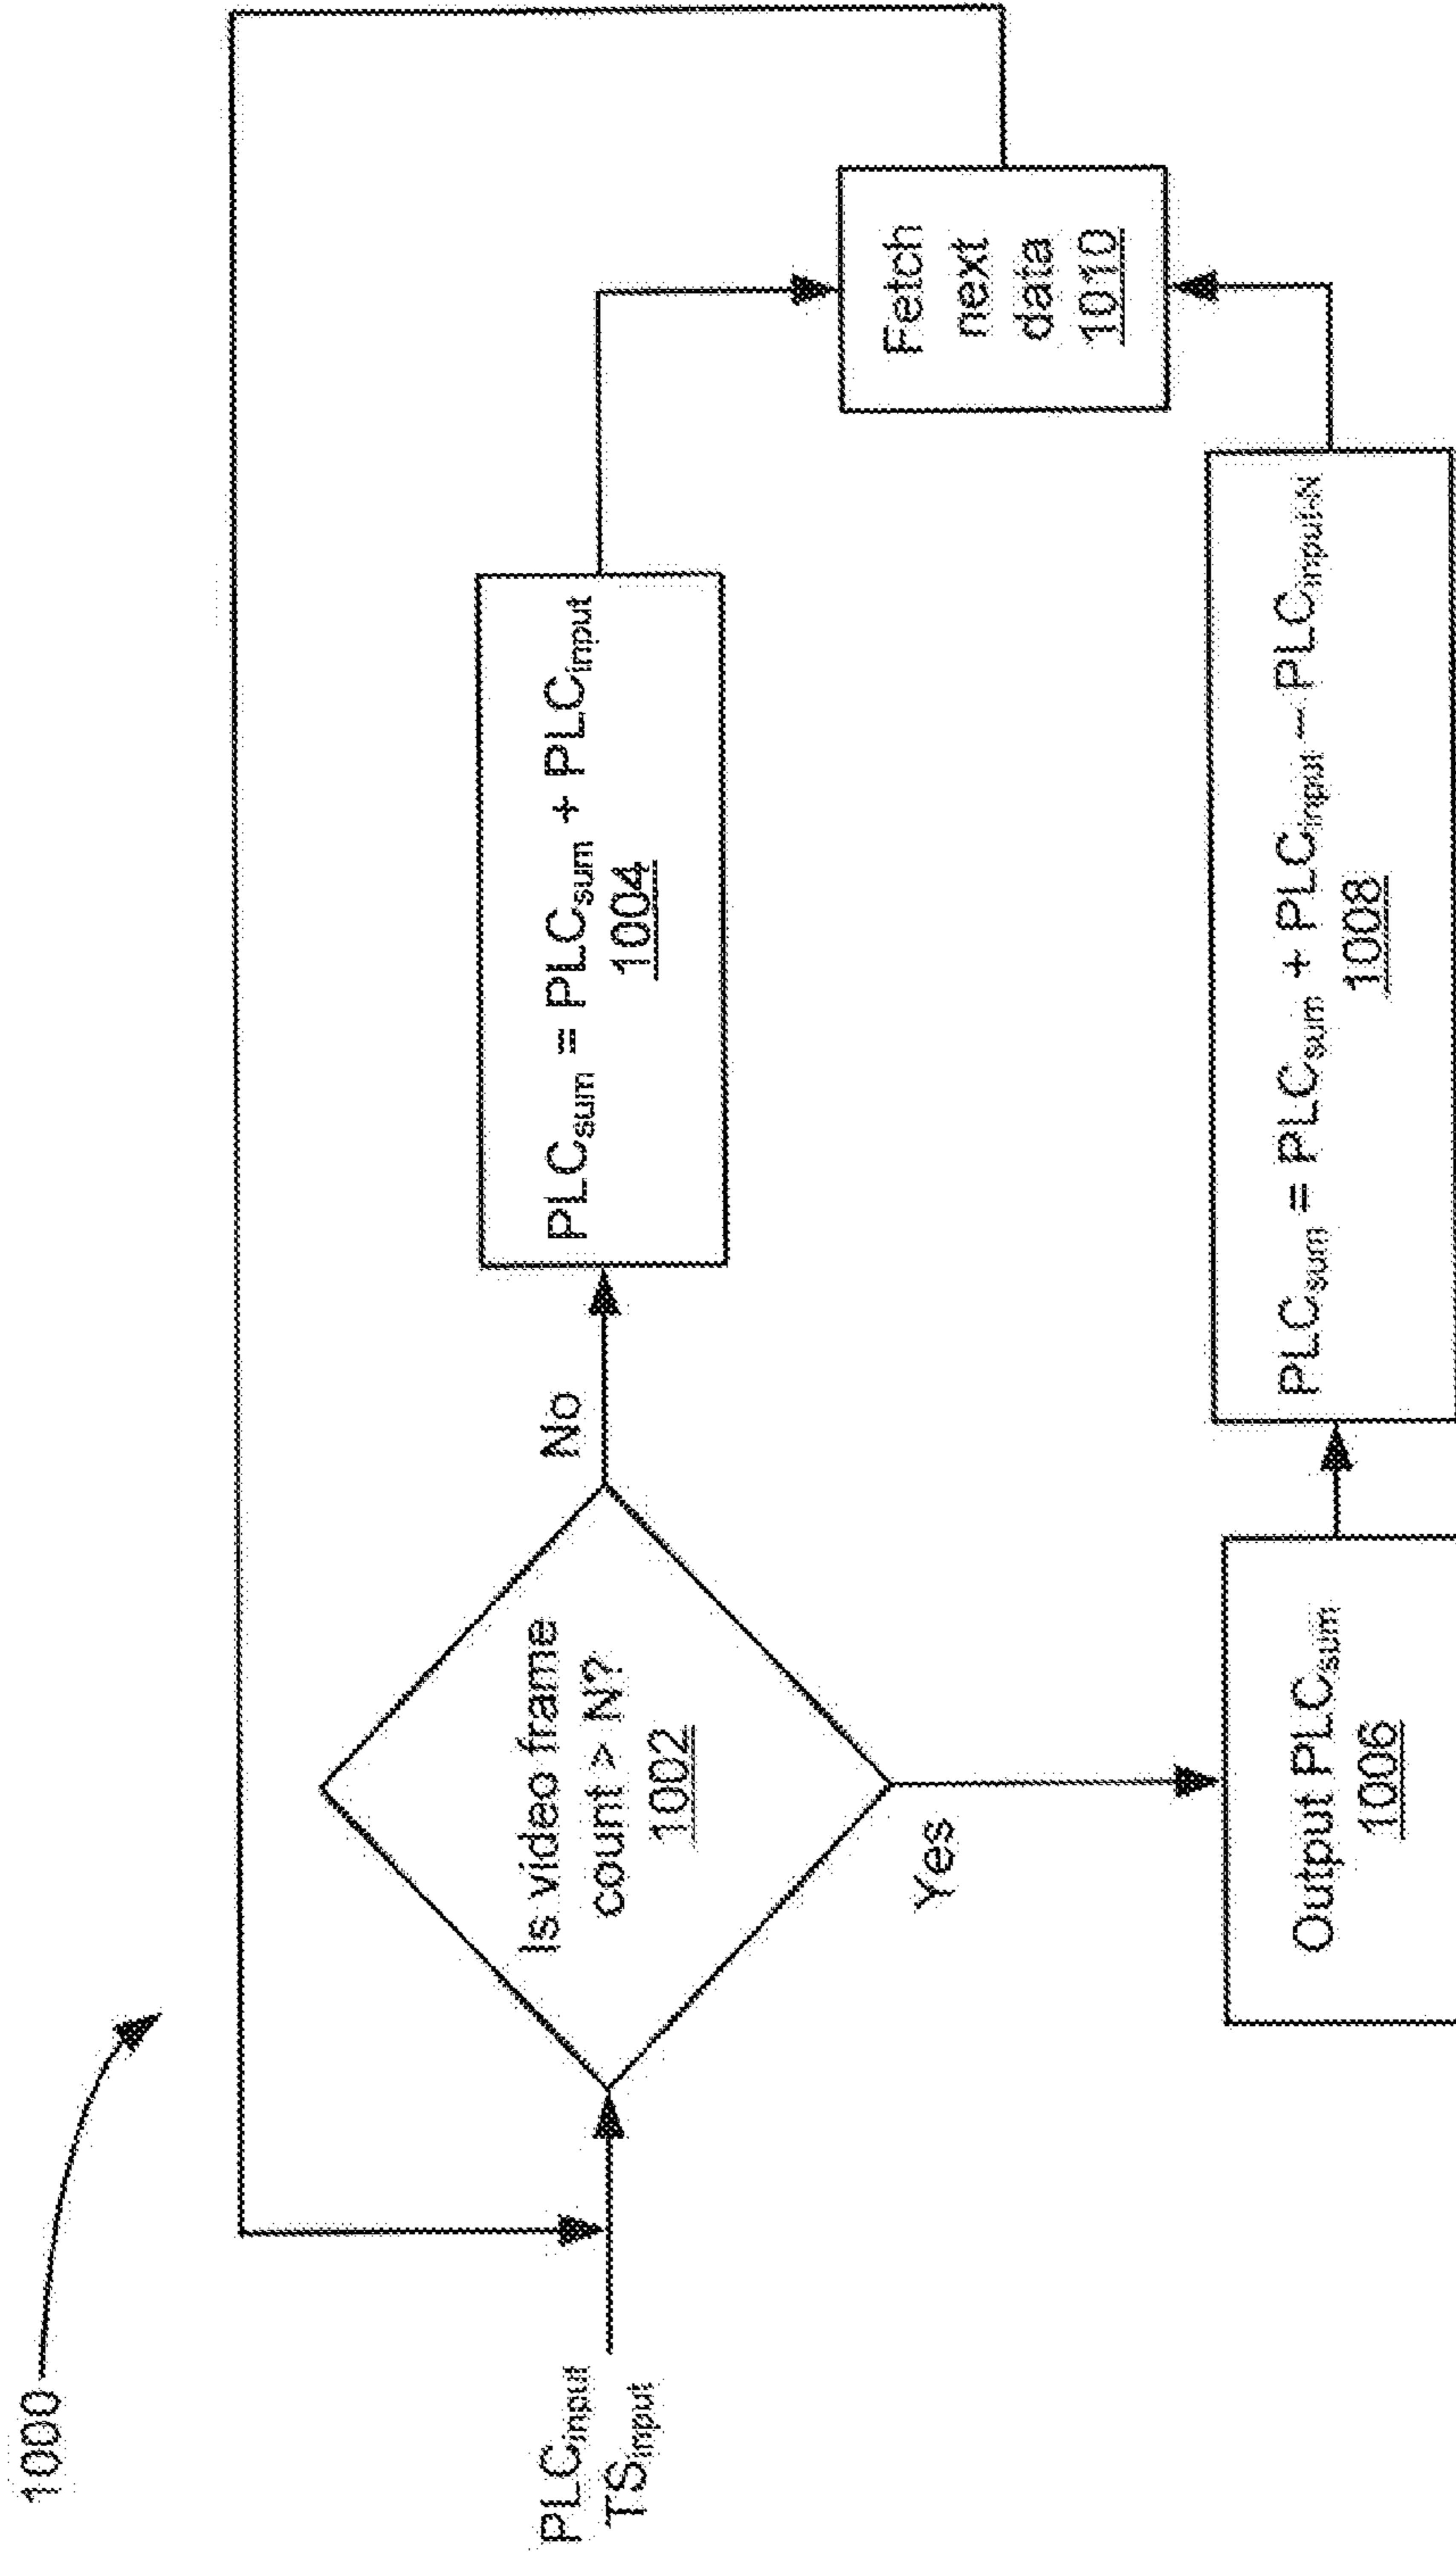 1000
PLCinput
TSinput
Is video frame
count > N?
1002
No
Yes
PLCsum = PLCsum + PLCinput
1004
Output PLCsum
1006
PLCsum = PLCsum + PLCinput – PLCinput-N
1008
Fetch
next
data
1010